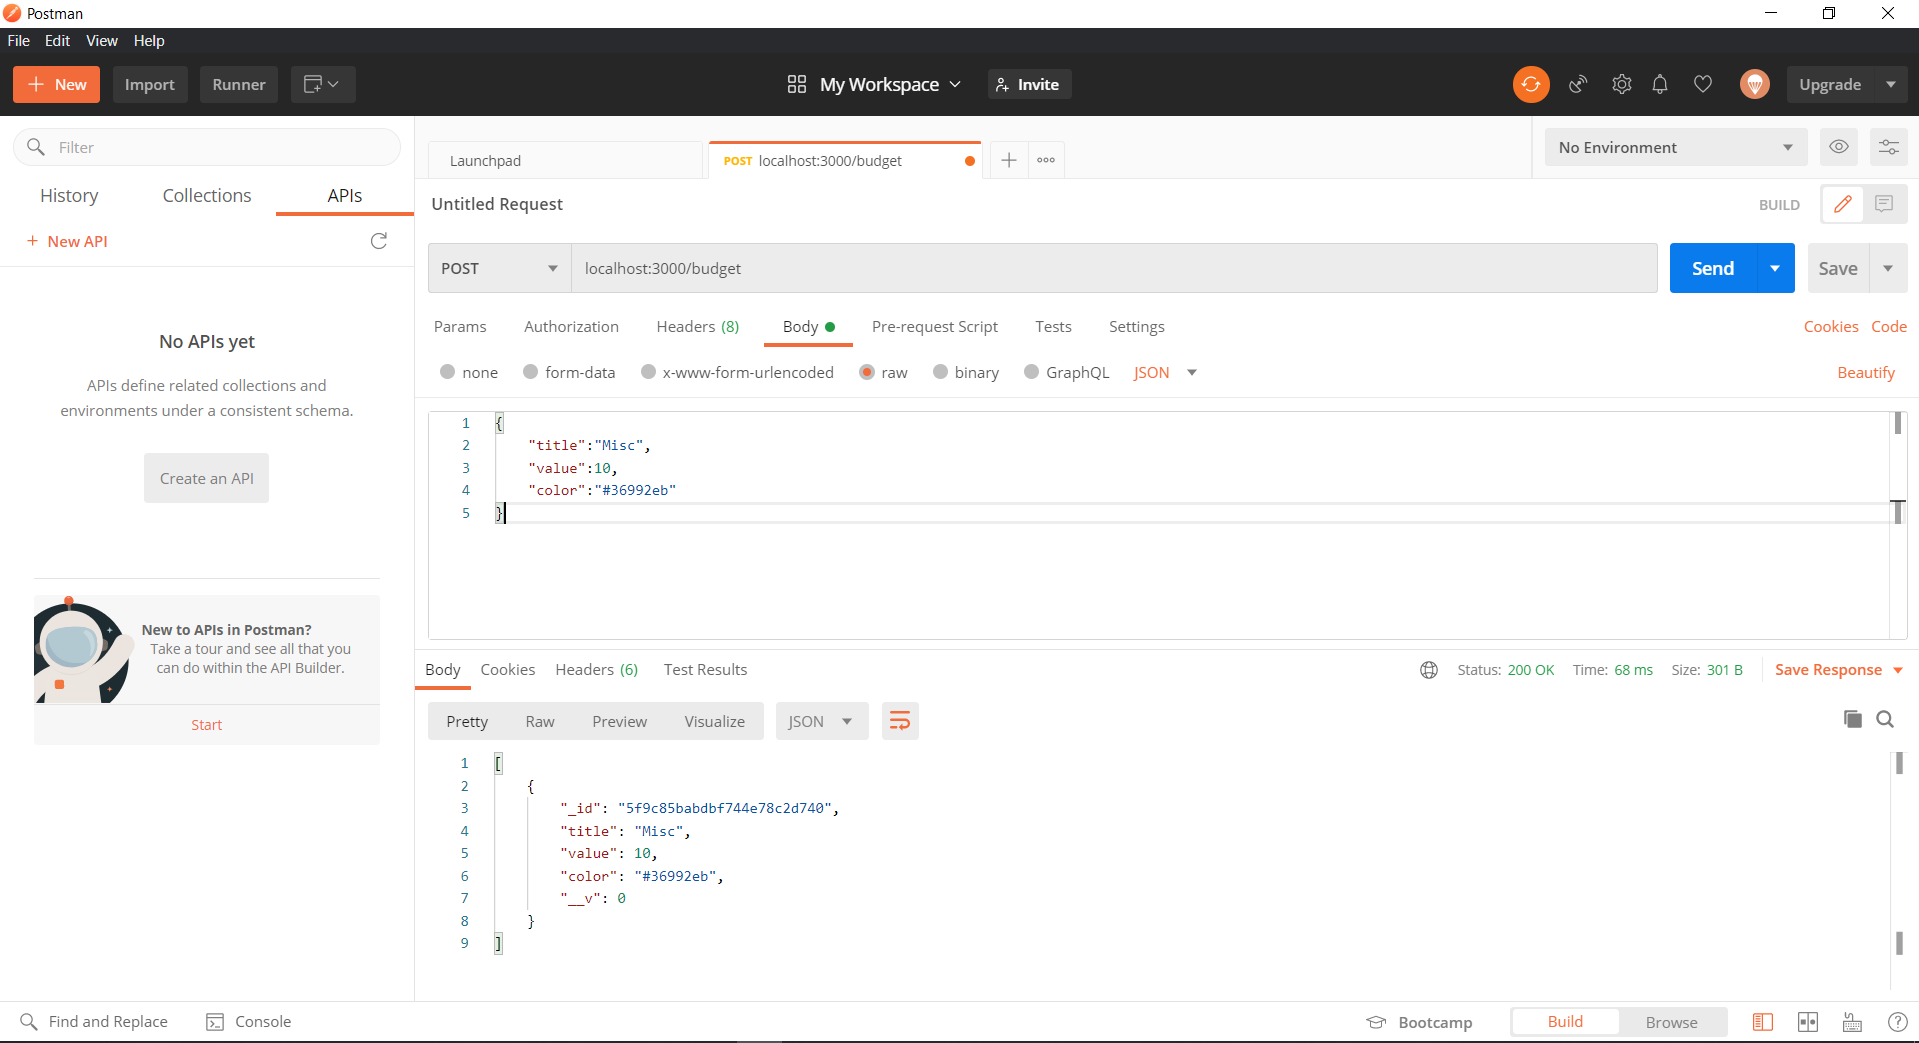 Postman
File Edit View Help
New Import Runner My Workspace Invite Upgrade
Filter
History Collections APIs
+ New API
No APIs yet
APIs define related collections and
environments under a consistent schema.
Create an API
New to APIs in Postman?
Take a tour and see all that you
can do within the API Builder.
Start
Launchpad POST localhost:3000/budget No Environment
Untitled Request BUILD
POST localhost:3000/budget Send Save
Params Authorization Headers (8) Body Pre-request Script Tests Settings Cookies Code
none form-data x-www-form-urlencoded raw binary GraphQL JSON Beautify
1 {
2 "title":"Misc",
3 "value":10,
4 "color":"#36992eb"
5 }
Body Cookies Headers (6) Test Results Status: 200 OK Time: 68 ms Size: 301 B Save Response
Pretty Raw Preview Visualize JSON
1 [
2 {
3 "_id": "5f9c85babdbf744e78c2d740",
4 "title": "Misc",
5 "value": 10,
6 "color": "#36992eb",
7 "__v": 0
8 }
9 ]
Find and Replace Console Bootcamp Build Browse